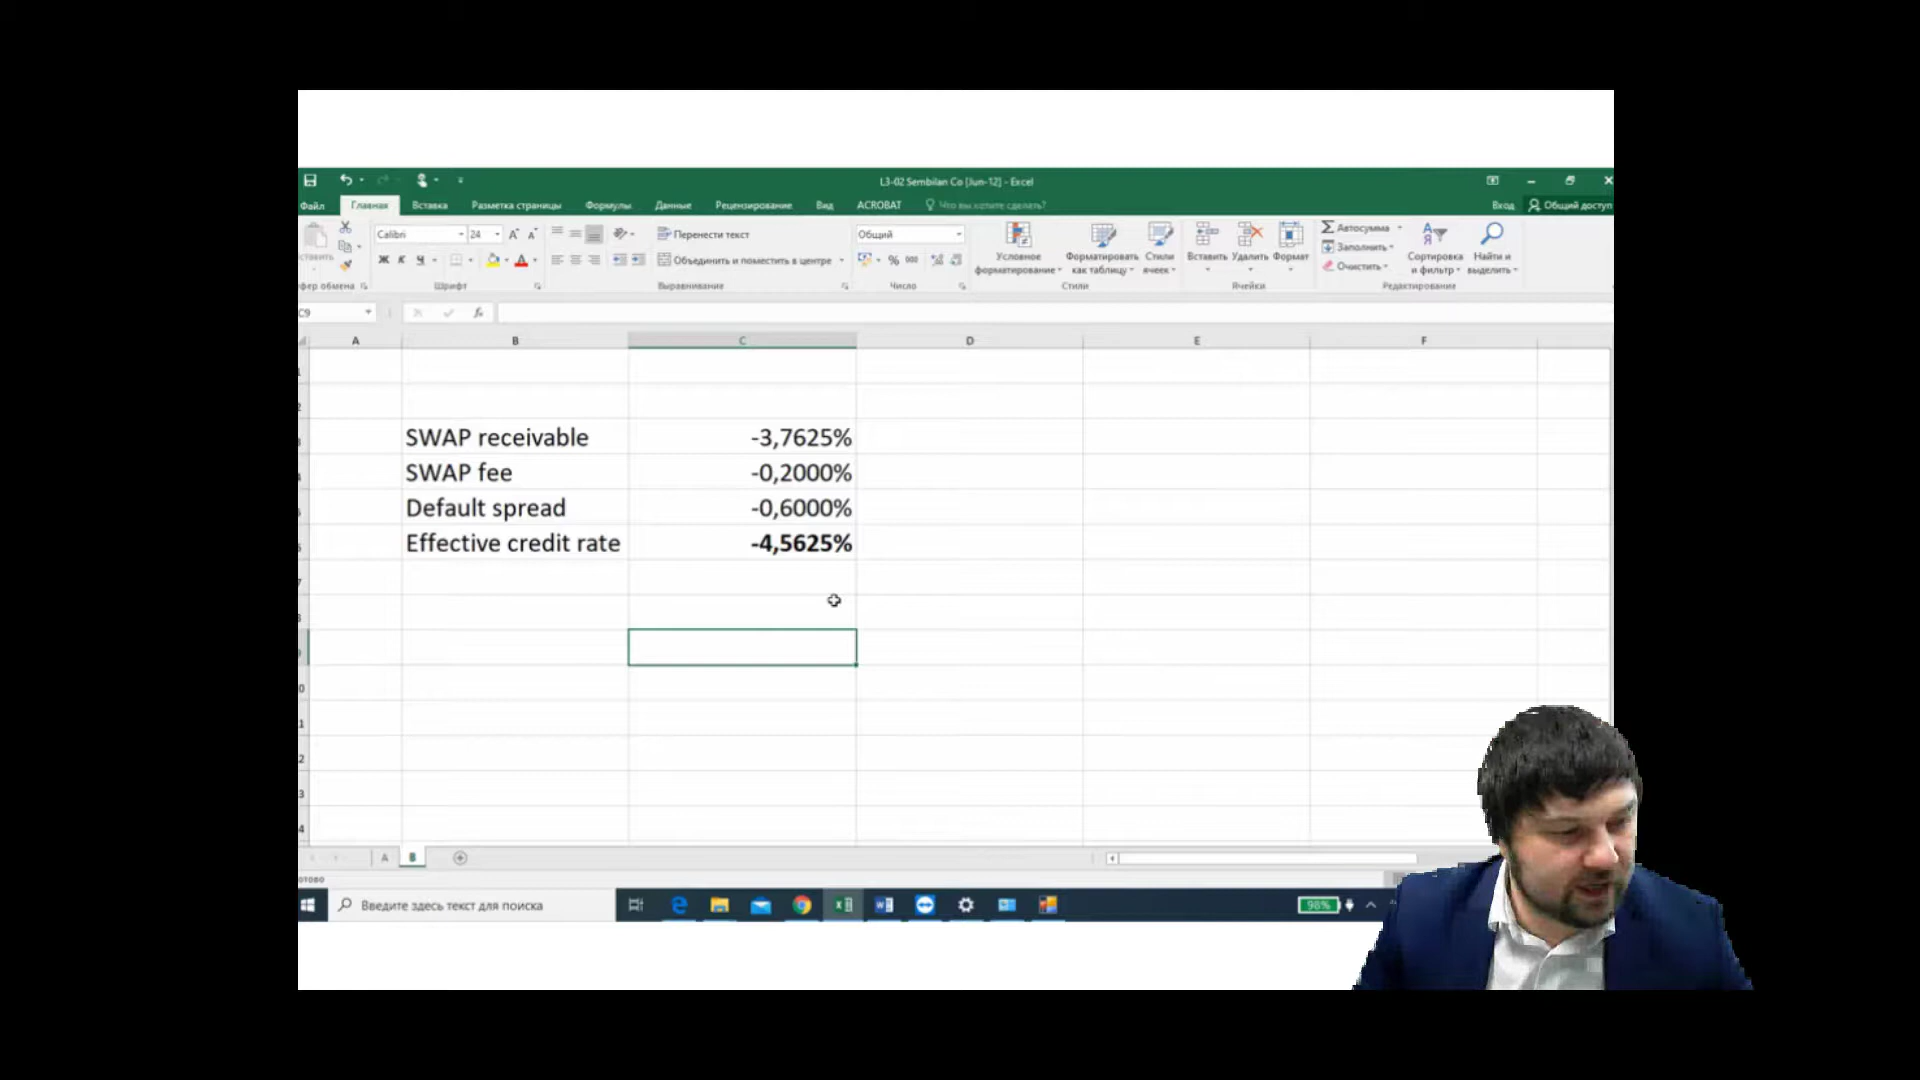 L3-02 Sembilan Co [Jun-12] - Excel
Файл Главная Вставка Разметка страницы Формулы Данные Рецензирование Вид ACROBAT Что вы хотите сделать? Вход Общий доступ
Calibri 24 Перенести текст Общий Автосумма
Ж К Ч Объединить и поместить в центре % 000 Заполнить
Условное форматирование Форматировать как таблицу Стили ячеек Вставить Удалить Формат Очистить Сортировка и фильтр Найти и выделить
Шрифт Выравнивание Число Стили Ячейки Редактирование
C9 fx
A B C D E F
SWAP receivable -3,7625%
SWAP fee -0,2000%
Default spread -0,6000%
Effective credit rate -4,5625%
A B
Введите здесь текст для поиска 98%